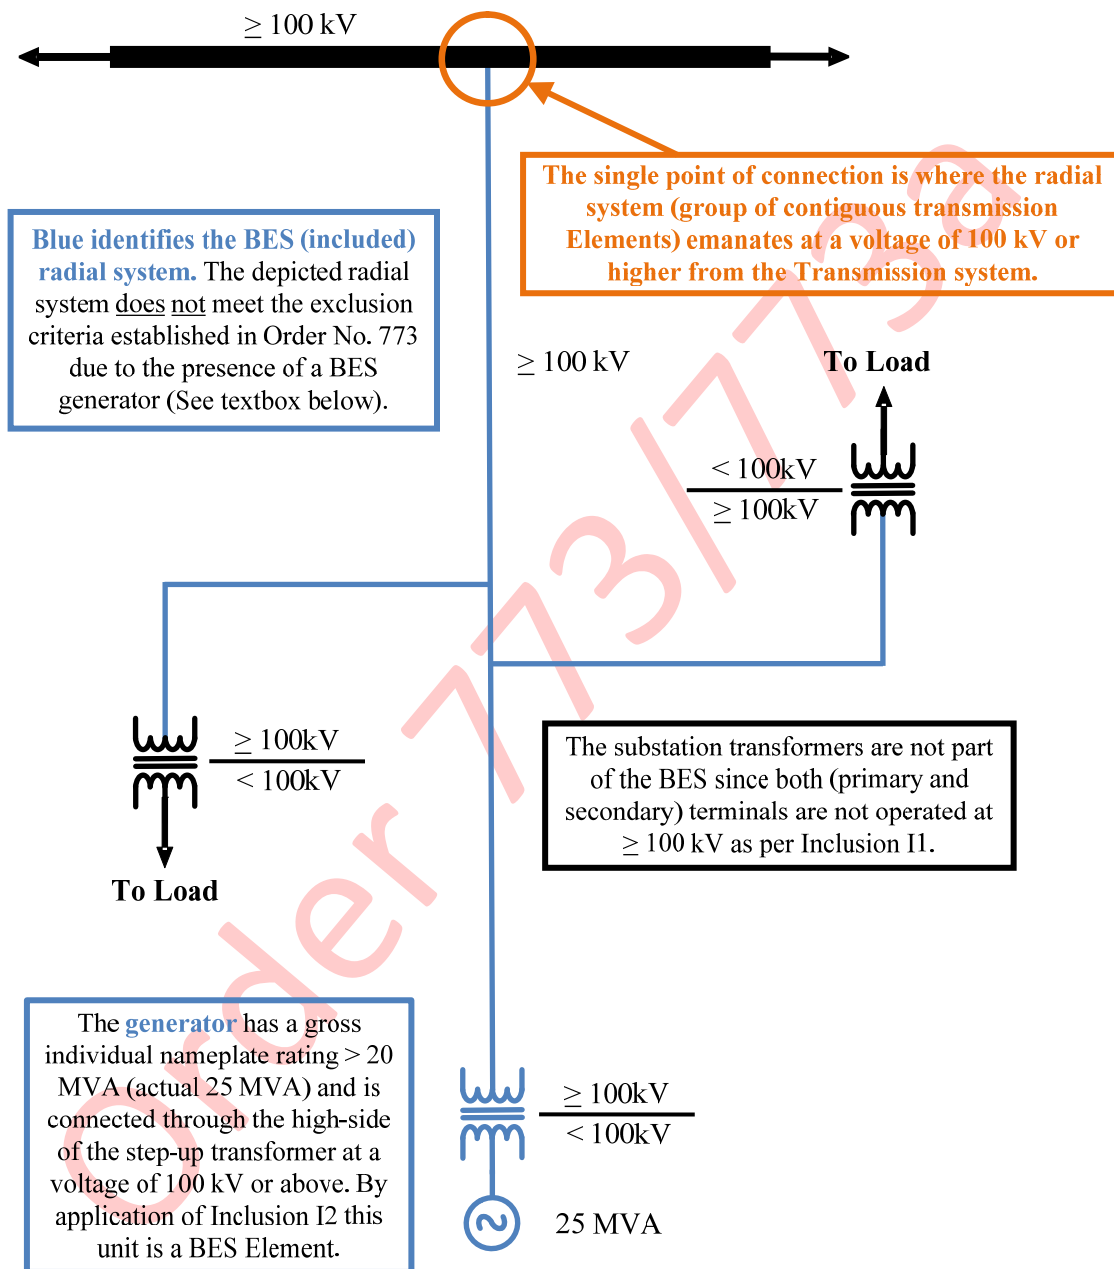 ≥ 100 kV
The single point of connection is where the radial
system (group of contiguous transmission
Elements) emanates at a voltage of 100 kV or
higher from the Transmission system.
Blue identifies the BES (included)
radial system. The depicted radial
system does not meet the exclusion
criteria established in Order No. 773
due to the presence of a BES
generator (See textbox below).
≥ 100 kV
To Load
< 100kV
≥ 100kV
≥ 100kV
< 100kV
To Load
The substation transformers are not part
of the BES since both (primary and
secondary) terminals are not operated at
≥ 100 kV as per Inclusion I1.
The generator has a gross
individual nameplate rating > 20
MVA (actual 25 MVA) and is
connected through the high-side
of the step-up transformer at a
voltage of 100 kV or above. By
application of Inclusion I2 this
unit is a BES Element.
≥ 100kV
< 100kV
25 MVA
Order 773/773a